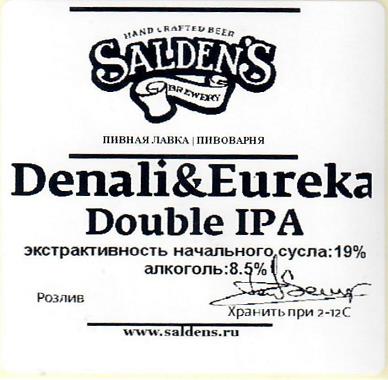 HAND CRAFTED BEER
SALDEN'S
BREWERY
ПИВНАЯ ЛАВКА | ПИВОВАРНЯ
Denali&Eureka
Double IPA
экстрактивность начального сусла:19%
алкоголь:8.5%
Розлив
Хранить при 2-12С
www.saldens.ru